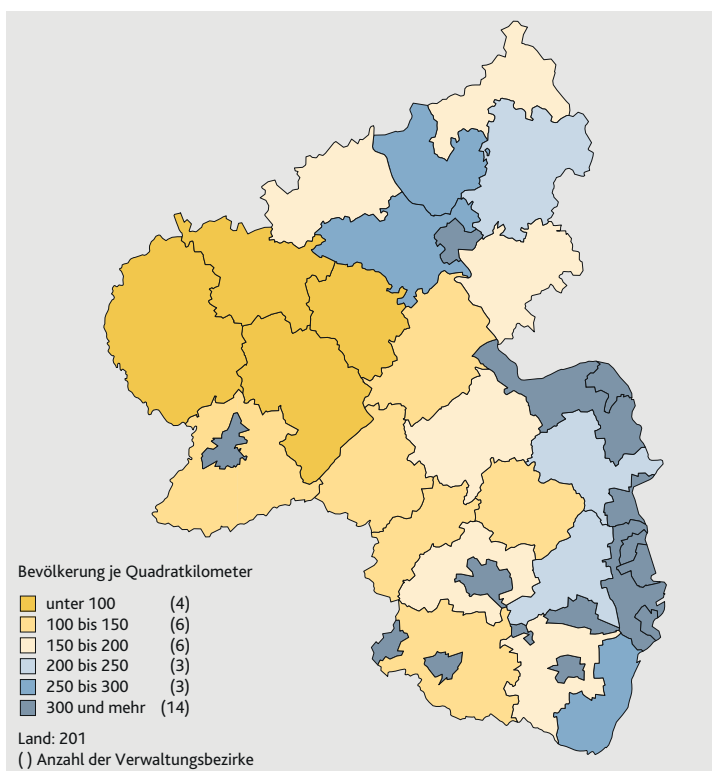 Bevölkerung je Quadratkilometer
unter 100 (4)
100 bis 150 (6)
150 bis 200 (6)
200 bis 250 (3)
250 bis 300 (3)
300 und mehr (14)
Land: 201
( ) Anzahl der Verwaltungsbezirke